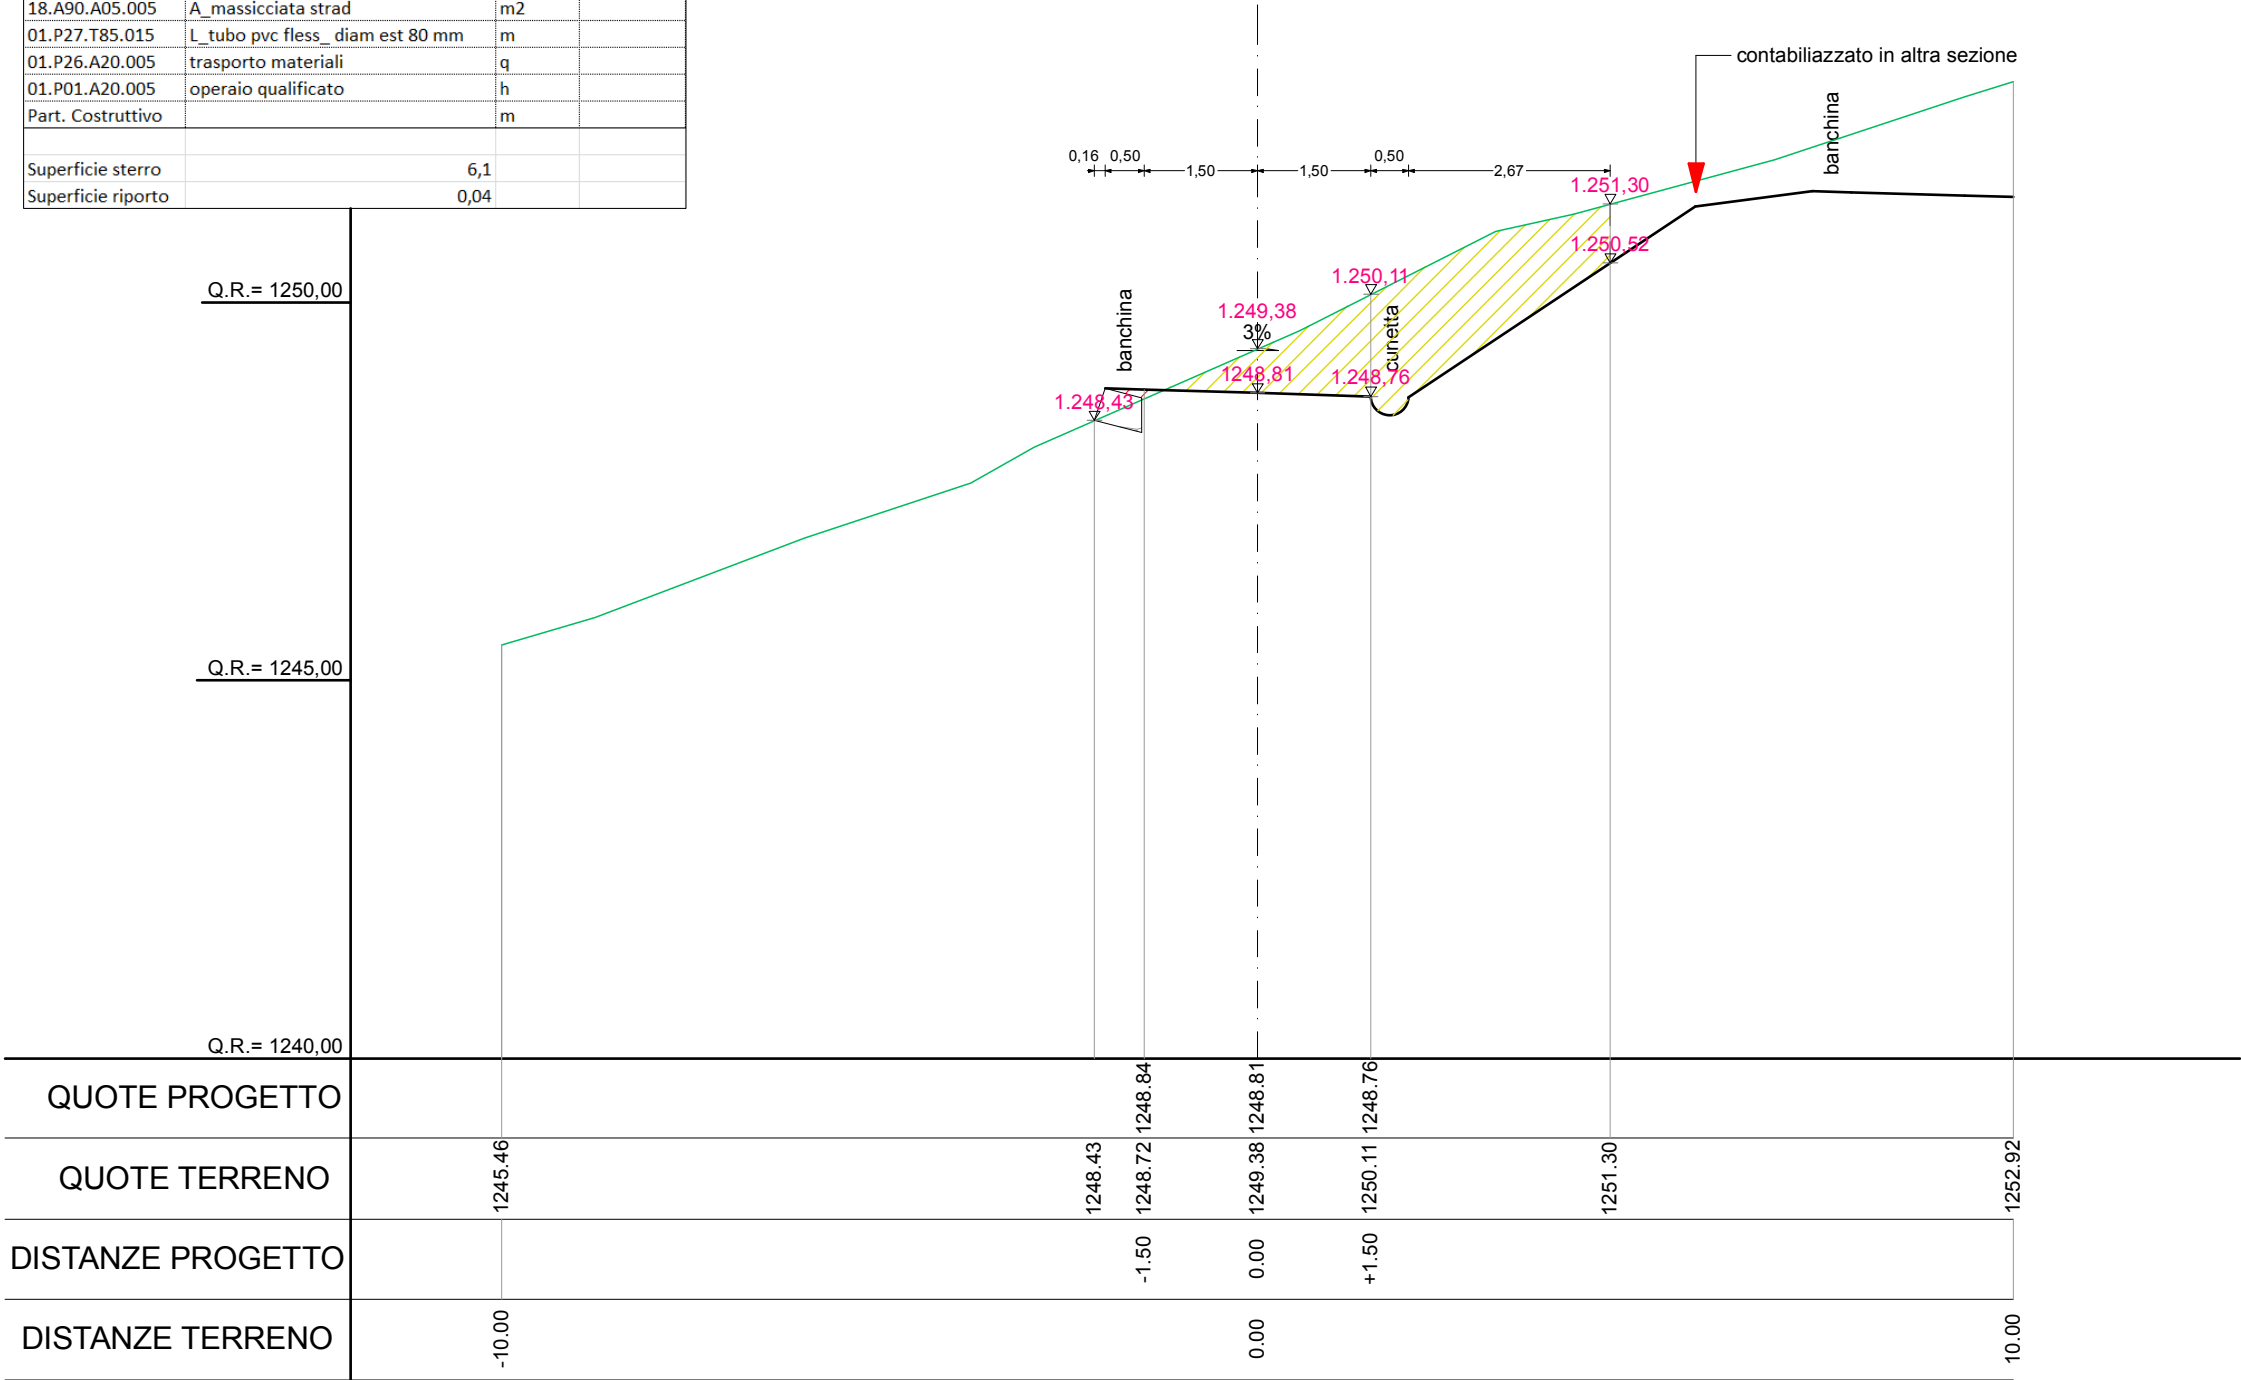 18.A90.A05.005 A_massicciata strad m2
01.P27.T85.015 L_tubo pvc fless_ diam est 80 mm m
01.P26.A20.005 trasporto materiali q
01.P01.A20.005 operaio qualificato h
Part. Costruttivo m
Superficie sterro 6,1
Superficie riporto 0,04
contabiliazzato in altra sezione
banchina
0,16 0,50 1,50 1,50 0,50 2,67
1.251,30
1.250,52
1.250,11
1.249,38
3%
banchina
cunetta
1248,81
1.248,76
1.248,43
Q.R.= 1250,00
Q.R.= 1245,00
Q.R.= 1240,00
QUOTE PROGETTO 1248.84 1248.81 1248.76
QUOTE TERRENO 1245.46 1248.43 1248.72 1249.38 1250.11 1251.30 1252.92
DISTANZE PROGETTO -1.50 0.00 +1.50
DISTANZE TERRENO -10.00 0.00 10.00